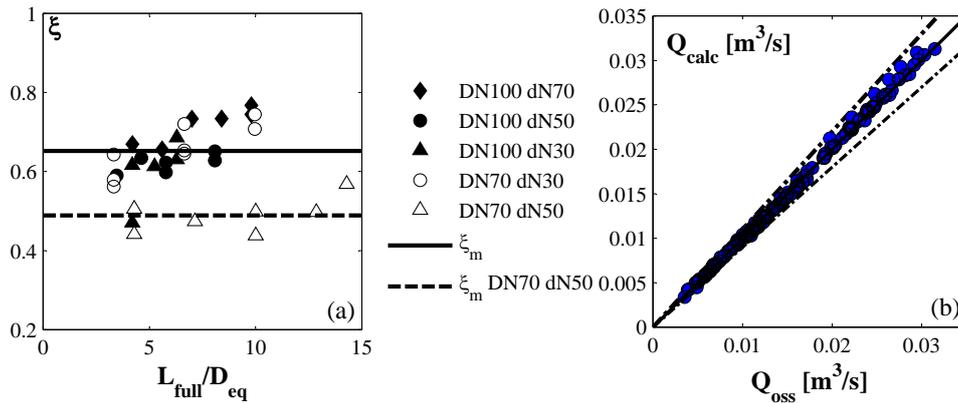 ξ
1
0.8
0.6
0.4
0.2
0 5 10 15
(a)
L_full/D_eq
DN100 dN70
DN100 dN50
DN100 dN30
DN70 dN30
DN70 dN50
ξ_m
ξ_m DN70 dN50
Q_calc [m³/s]
0.035
0.03
0.025
0.02
0.015
0.01
0.005
0
0 0.01 0.02 0.03
(b)
Q_oss [m³/s]